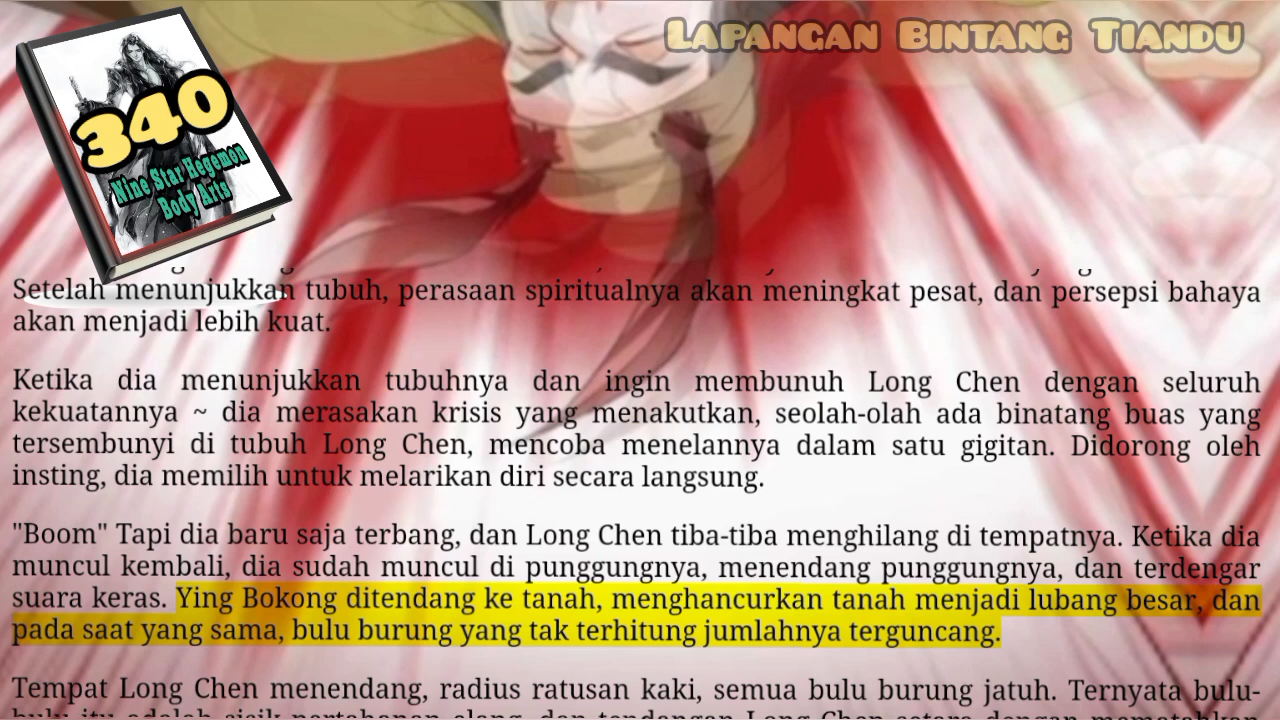 Lapangan Bintang Tiandu
340
Nine Star Hegemon
Body Arts
Setelah menunjukkan tubuh, perasaan spiritualnya akan meningkat pesat, dan persepsi bahaya
akan menjadi lebih kuat.
Ketika dia menunjukkan tubuhnya dan ingin membunuh Long Chen dengan seluruh
kekuatannya ~ dia merasakan krisis yang menakutkan, seolah-olah ada binatang buas yang
tersembunyi di tubuh Long Chen, mencoba menelannya dalam satu gigitan. Didorong oleh
insting, dia memilih untuk melarikan diri secara langsung.
"Boom" Tapi dia baru saja terbang, dan Long Chen tiba-tiba menghilang di tempatnya. Ketika dia
muncul kembali, dia sudah muncul di punggungnya, menendang punggungnya, dan terdengar
suara keras. Ying Bokong ditendang ke tanah, menghancurkan tanah menjadi lubang besar, dan
pada saat yang sama, bulu burung yang tak terhitung jumlahnya terguncang.
Tempat Long Chen menendang, radius ratusan kaki, semua bulu burung jatuh. Ternyata bulu-